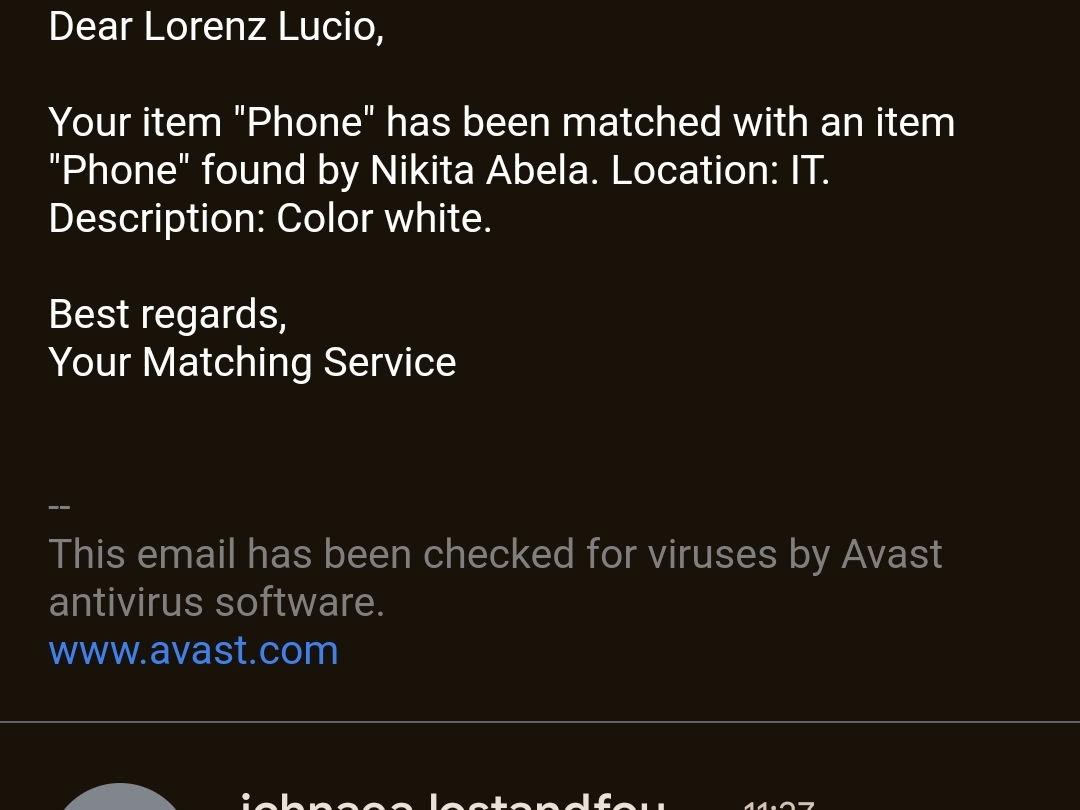 Dear Lorenz Lucio,
Your item "Phone" has been matched with an item
"Phone" found by Nikita Abela. Location: IT.
Description: Color white.
Best regards,
Your Matching Service
--
This email has been checked for viruses by Avast
antivirus software.
www.avast.com
11:27